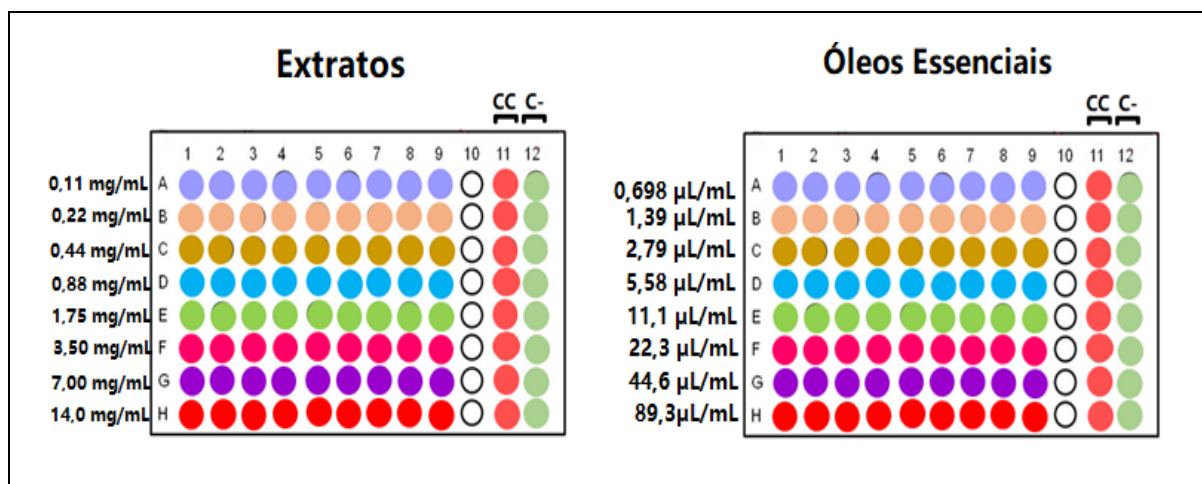 Extratos
CC C-
1 2 3 4 5 6 7 8 9 10 11 12
0,11 mg/mL A
0,22 mg/mL B
0,44 mg/mL C
0,88 mg/mL D
1,75 mg/mL E
3,50 mg/mL F
7,00 mg/mL G
14,0 mg/mL H
Óleos Essenciais
CC C-
1 2 3 4 5 6 7 8 9 10 11 12
0,698 µL/mL A
1,39 µL/mL B
2,79 µL/mL C
5,58 µL/mL D
11,1 µL/mL E
22,3 µL/mL F
44,6 µL/mL G
89,3µL/mL H